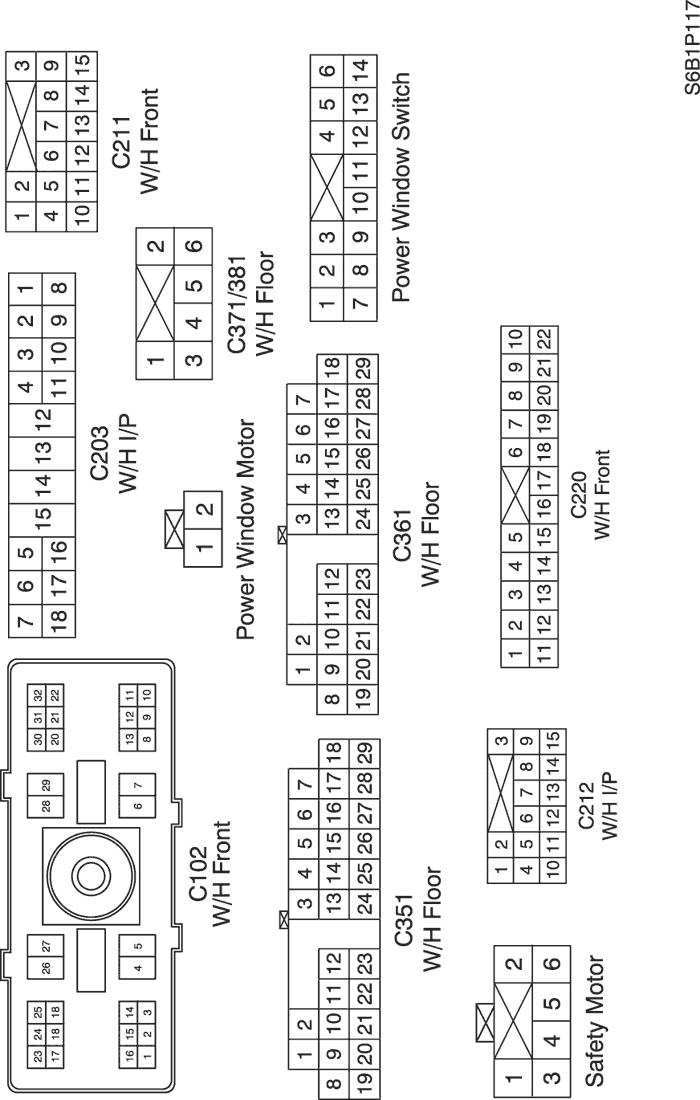 23 24 25
17 18 18
26 27
28 29
30 31 32
20 21 22
16 15 14
1 2 3
4 5
6 7
13 12 11
8 9 10
C102
W/H Front
7 6 5 15 14 13 12 4 3 2 1
18 17 16 11 10 9 8
C203
W/H I/P
1 2 3
4 5 6 7 8 9
10 11 12 13 14 15
C211
W/H Front
1 2
Power Window Motor
1 2
3 4 5 6
C371/381
W/H Floor
1 2 3 4 5 6 7
8 9 10 11 12 13 14 15 16 17 18
19 20 21 22 23 24 25 26 27 28 29
C351
W/H Floor
1 2 3 4 5 6 7
8 9 10 11 12 13 14 15 16 17 18
19 20 21 22 23 24 25 26 27 28 29
C361
W/H Floor
1 2 3 4 5 6
7 8 9 10 11 12 13 14
Power Window Switch
1 2
3 4 5 6
Safety Motor
1 2 3
4 5 6 7 8 9
10 11 12 13 14 15
C212
W/H I/P
1 2 3 4 5 6 7 8 9 10
11 12 13 14 15 16 17 18 19 20 21 22
C220
W/H Front
S6B1P117